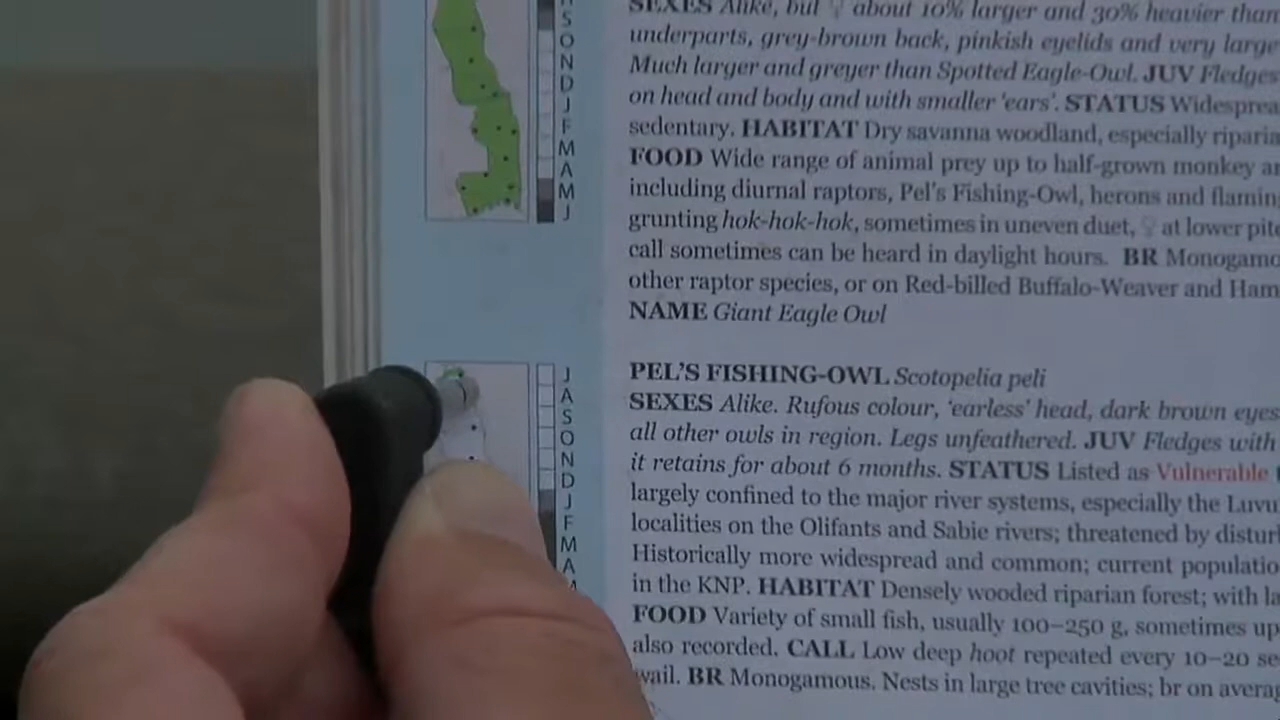 S
O
N
D
J
F
M
A
M
J
SEXES Alike, but ♀ about 10% larger and 30% heavier than
underparts, grey-brown back, pinkish eyelids and very large
Much larger and greyer than Spotted Eagle-Owl. JUV Fledges
on head and body and with smaller 'ears'. STATUS Widesprea
sedentary. HABITAT Dry savanna woodland, especially riparia
FOOD Wide range of animal prey up to half-grown monkey an
including diurnal raptors, Pel's Fishing-Owl, herons and flamin
grunting hok-hok-hok, sometimes in uneven duet, ♀ at lower pit
call sometimes can be heard in daylight hours. BR Monogamo
other raptor species, or on Red-billed Buffalo-Weaver and Ham
NAME Giant Eagle Owl
J
A
S
O
N
D
J
F
M
A
PEL'S FISHING-OWL Scotopelia peli
SEXES Alike. Rufous colour, 'earless' head, dark brown eyes
all other owls in region. Legs unfeathered. JUV Fledges with
it retains for about 6 months. STATUS Listed as Vulnerable
largely confined to the major river systems, especially the Luvu
localities on the Olifants and Sabie rivers; threatened by distur
Historically more widespread and common; current populatio
in the KNP. HABITAT Densely wooded riparian forest; with la
FOOD Variety of small fish, usually 100–250 g, sometimes up
also recorded. CALL Low deep hoot repeated every 10–20 se
wail. BR Monogamous. Nests in large tree cavities; br on averag